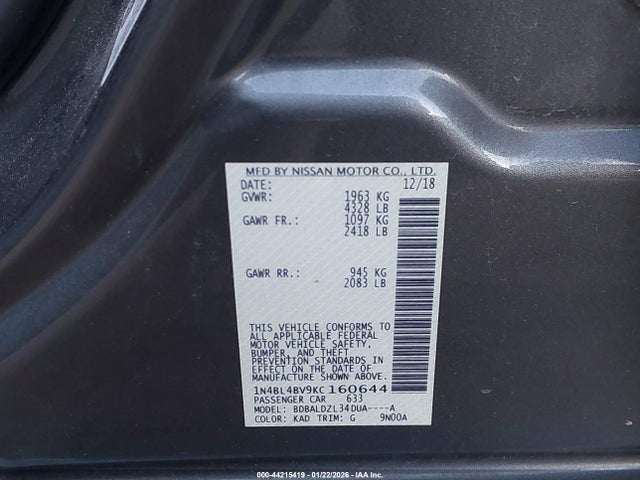 MFD BY NISSAN MOTOR CO., LTD.
DATE: 12/18
GVWR: 1963 KG
4328 LB
GAWR FR.: 1097 KG
2418 LB
GAWR RR.: 945 KG
2083 LB
THIS VEHICLE CONFORMS TO
ALL APPLICABLE FEDERAL
MOTOR VEHICLE SAFETY,
BUMPER, AND THEFT
PREVENTION STANDARDS IN
EFFECT ON THE DATE OF
MANUFACTURE SHOWN ABOVE.
1N4BL4BV9KC160644
PASSENGER CAR 633
MODEL: BDBALDZL34DUA----A
COLOR: KAD TRIM: G 9N00A
000-44215419 - 01/22/2026 - IAA Inc.